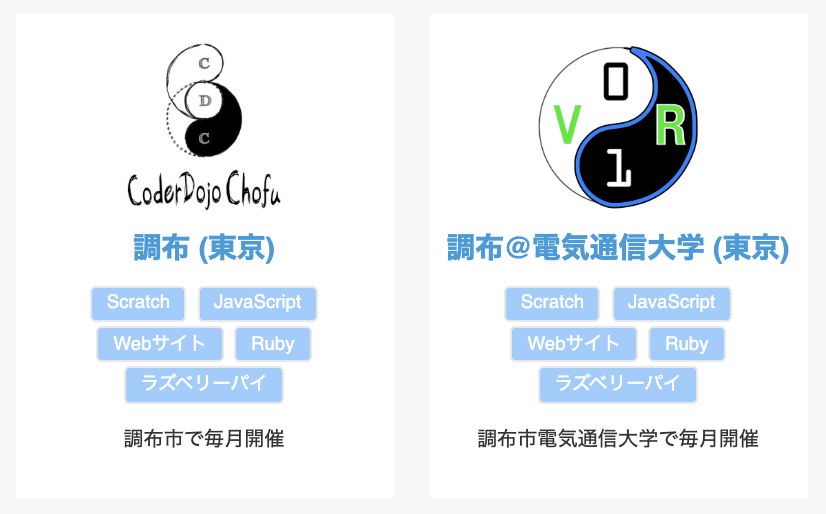 C
D
C
CoderDojo Chofu
調布 (東京)
Scratch
JavaScript
Webサイト
Ruby
ラズベリーパイ
調布市で毎月開催
O
V
R
1
調布@電気通信大学 (東京)
Scratch
JavaScript
Webサイト
Ruby
ラズベリーパイ
調布市電気通信大学で毎月開催